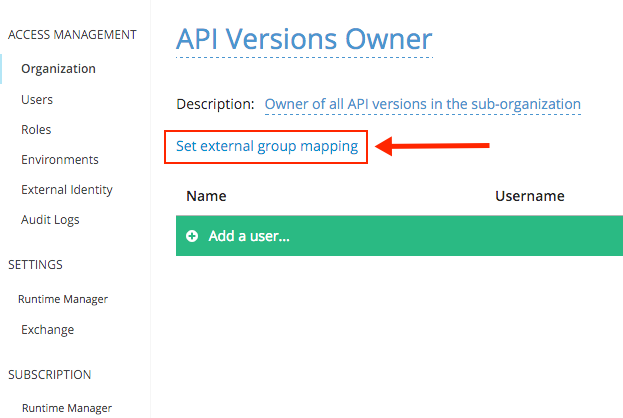 ACCESS MANAGEMENT
Organization
Users
Roles
Environments
External Identity
Audit Logs
SETTINGS
Runtime Manager
Exchange
SUBSCRIPTION
Runtime Manager
API Versions Owner
Description: Owner of all API versions in the sub-organization
Set external group mapping
Name Username
Add a user...